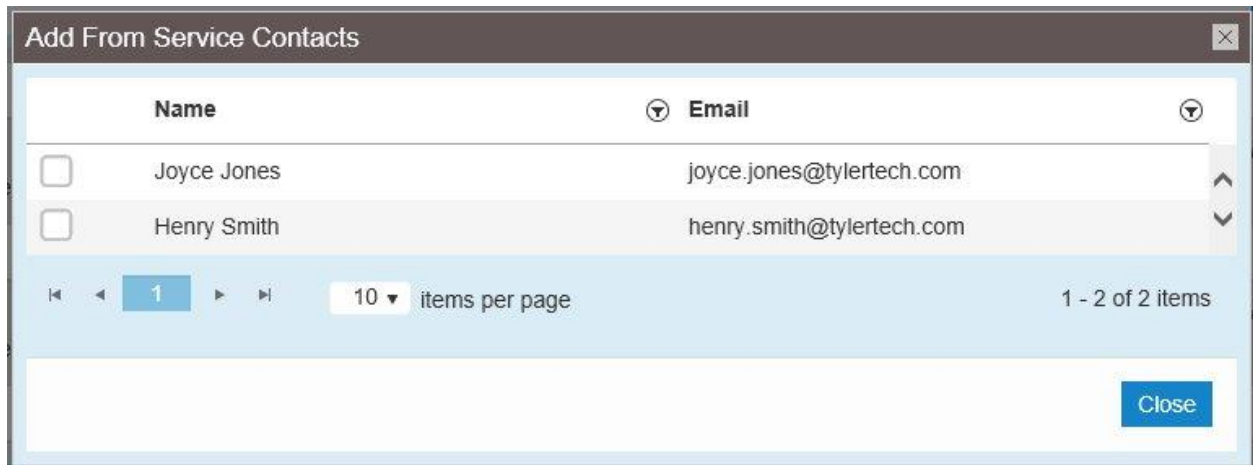 Add From Service Contacts
Name Email
Joyce Jones joyce.jones@tylertech.com
Henry Smith henry.smith@tylertech.com
1 10 items per page 1 - 2 of 2 items
Close